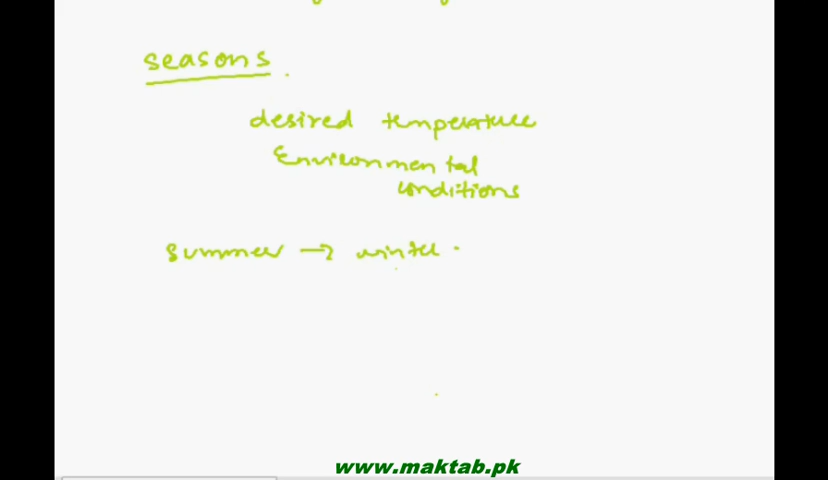 seasons.
desired temperature
Environmental
conditions
summer → winter.
www.maktab.pk